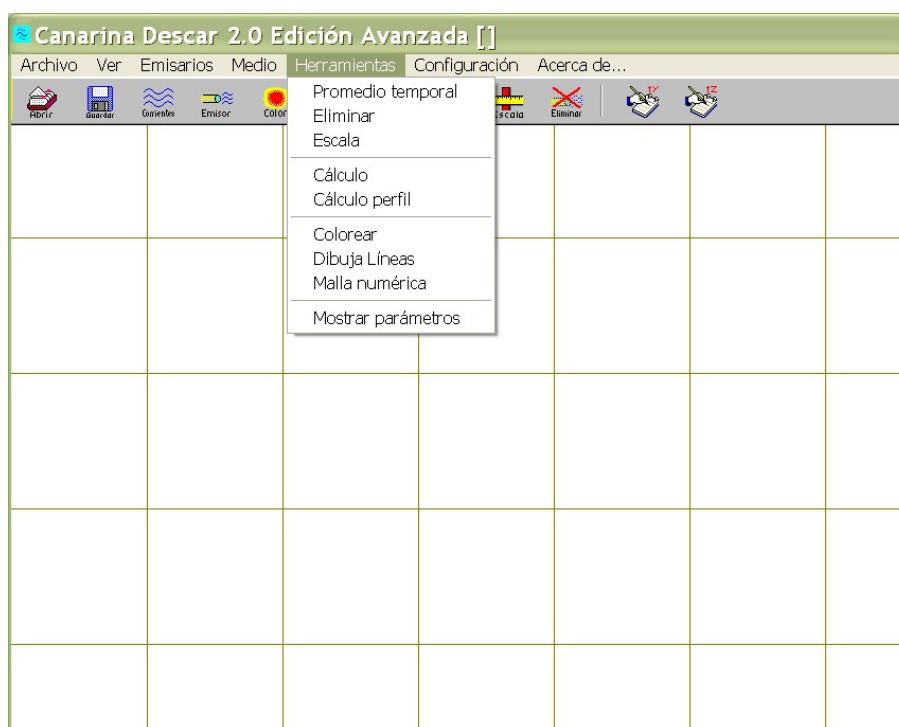 Canarina Descar 2.0 Edición Avanzada []
Archivo Ver Emisarios Medio Herramientas Configuración Acerca de...
Abrir Guardar Corrientes Emisor Color Escala Eliminar
Promedio temporal
Eliminar
Escala
Cálculo
Cálculo perfil
Colorear
Dibuja Líneas
Malla numérica
Mostrar parámetros